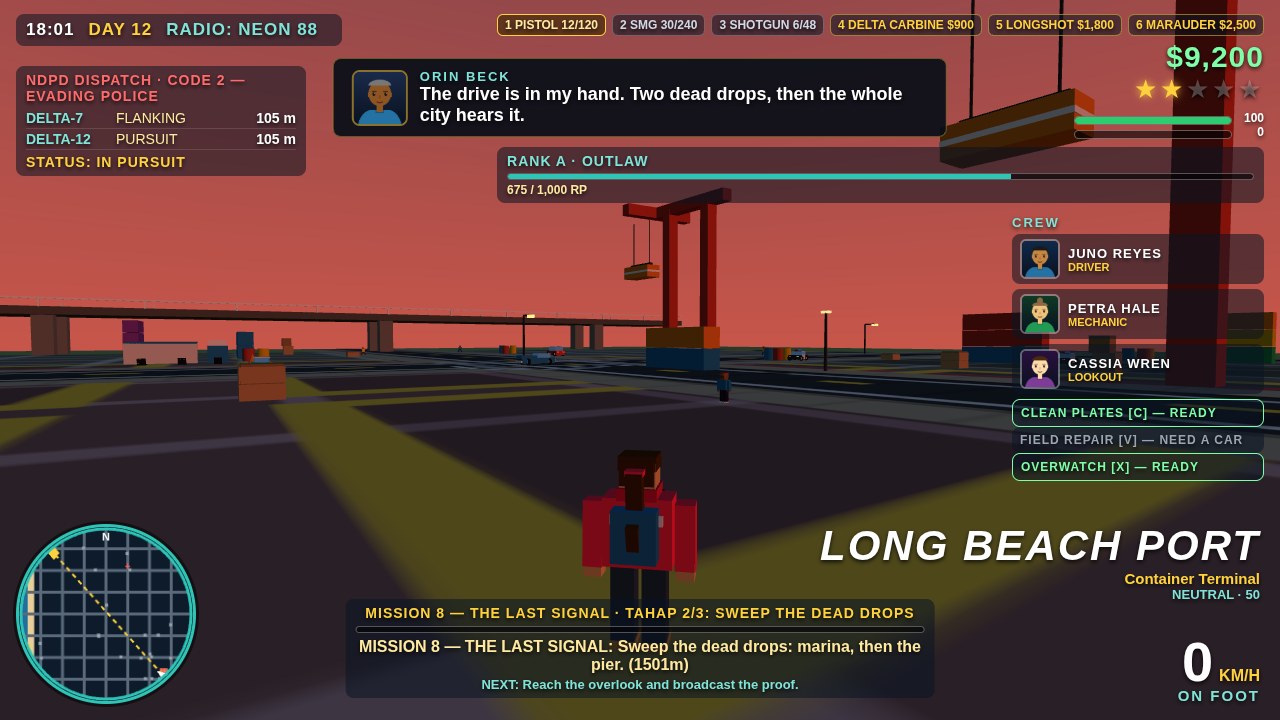 18:01 DAY 12 RADIO: NEON 88
1 PISTOL 12/120 2 SMG 30/240 3 SHOTGUN 6/48 4 DELTA CARBINE $900 5 LONGSHOT $1,800 6 MARAUDER $2,500
$9,200
NDPD DISPATCH · CODE 2 —
EVADING POLICE
DELTA-7 FLANKING 105 m
DELTA-12 PURSUIT 105 m
STATUS: IN PURSUIT
ORIN BECK
The drive is in my hand. Two dead drops, then the whole
city hears it.
100
0
RANK A · OUTLAW
675 / 1,000 RP
CREW
JUNO REYES
DRIVER
PETRA HALE
MECHANIC
CASSIA WREN
LOOKOUT
CLEAN PLATES [C] — READY
FIELD REPAIR [V] — NEED A CAR
OVERWATCH [X] — READY
N
LONG BEACH PORT
Container Terminal
NEUTRAL · 50
MISSION 8 — THE LAST SIGNAL · TAHAP 2/3: SWEEP THE DEAD DROPS
MISSION 8 — THE LAST SIGNAL: Sweep the dead drops: marina, then the
pier. (1501m)
NEXT: Reach the overlook and broadcast the proof.
0 KM/H
ON FOOT